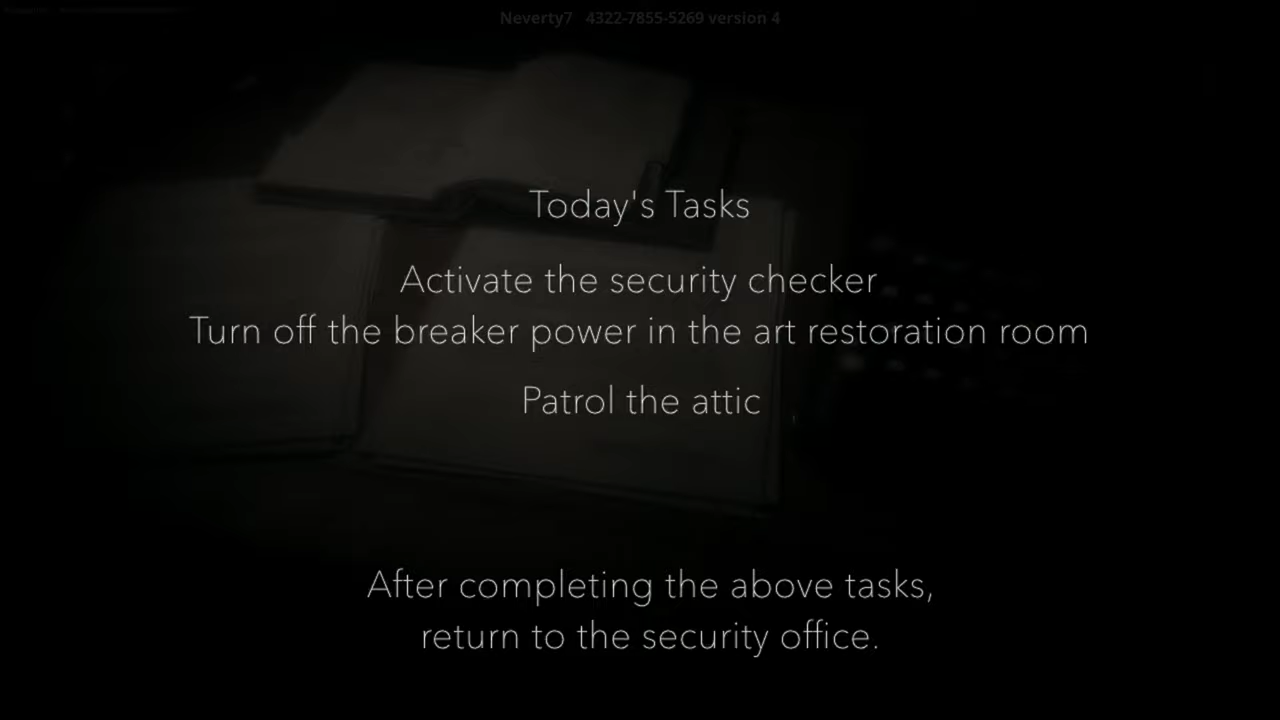 Neverty7 4322-7855-5269 version 4
Today's Tasks
Activate the security checker
Turn off the breaker power in the art restoration room
Patrol the attic
After completing the above tasks,
return to the security office.